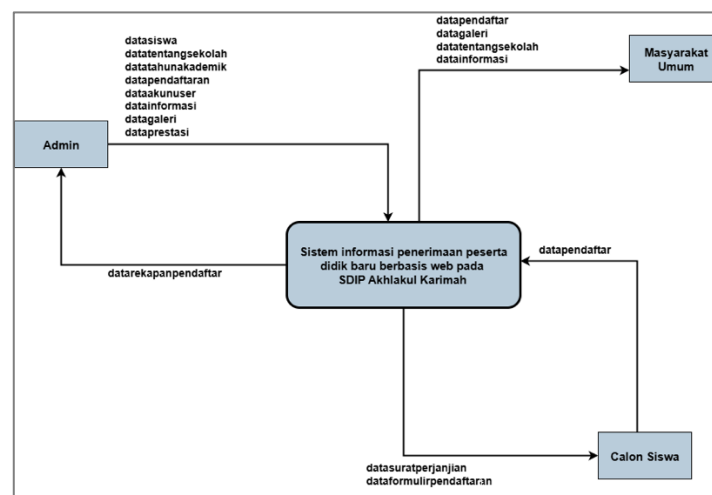 datasiswa
datatentangsekolah
datatahunakademik
datapendaftaran
dataakunuser
datainformasi
datagaleri
dataprestasi
datapendaftar
datagaleri
datatentangsekolah
datainformasi
Masyarakat
Umum
Admin
Sistem informasi penerimaan peserta
didik baru berbasis web pada
SDIP Akhlakul Karimah
datapendaftar
datarekapanpendaftar
Calon Siswa
datasuratperjanjian
dataformulirpendaftaran